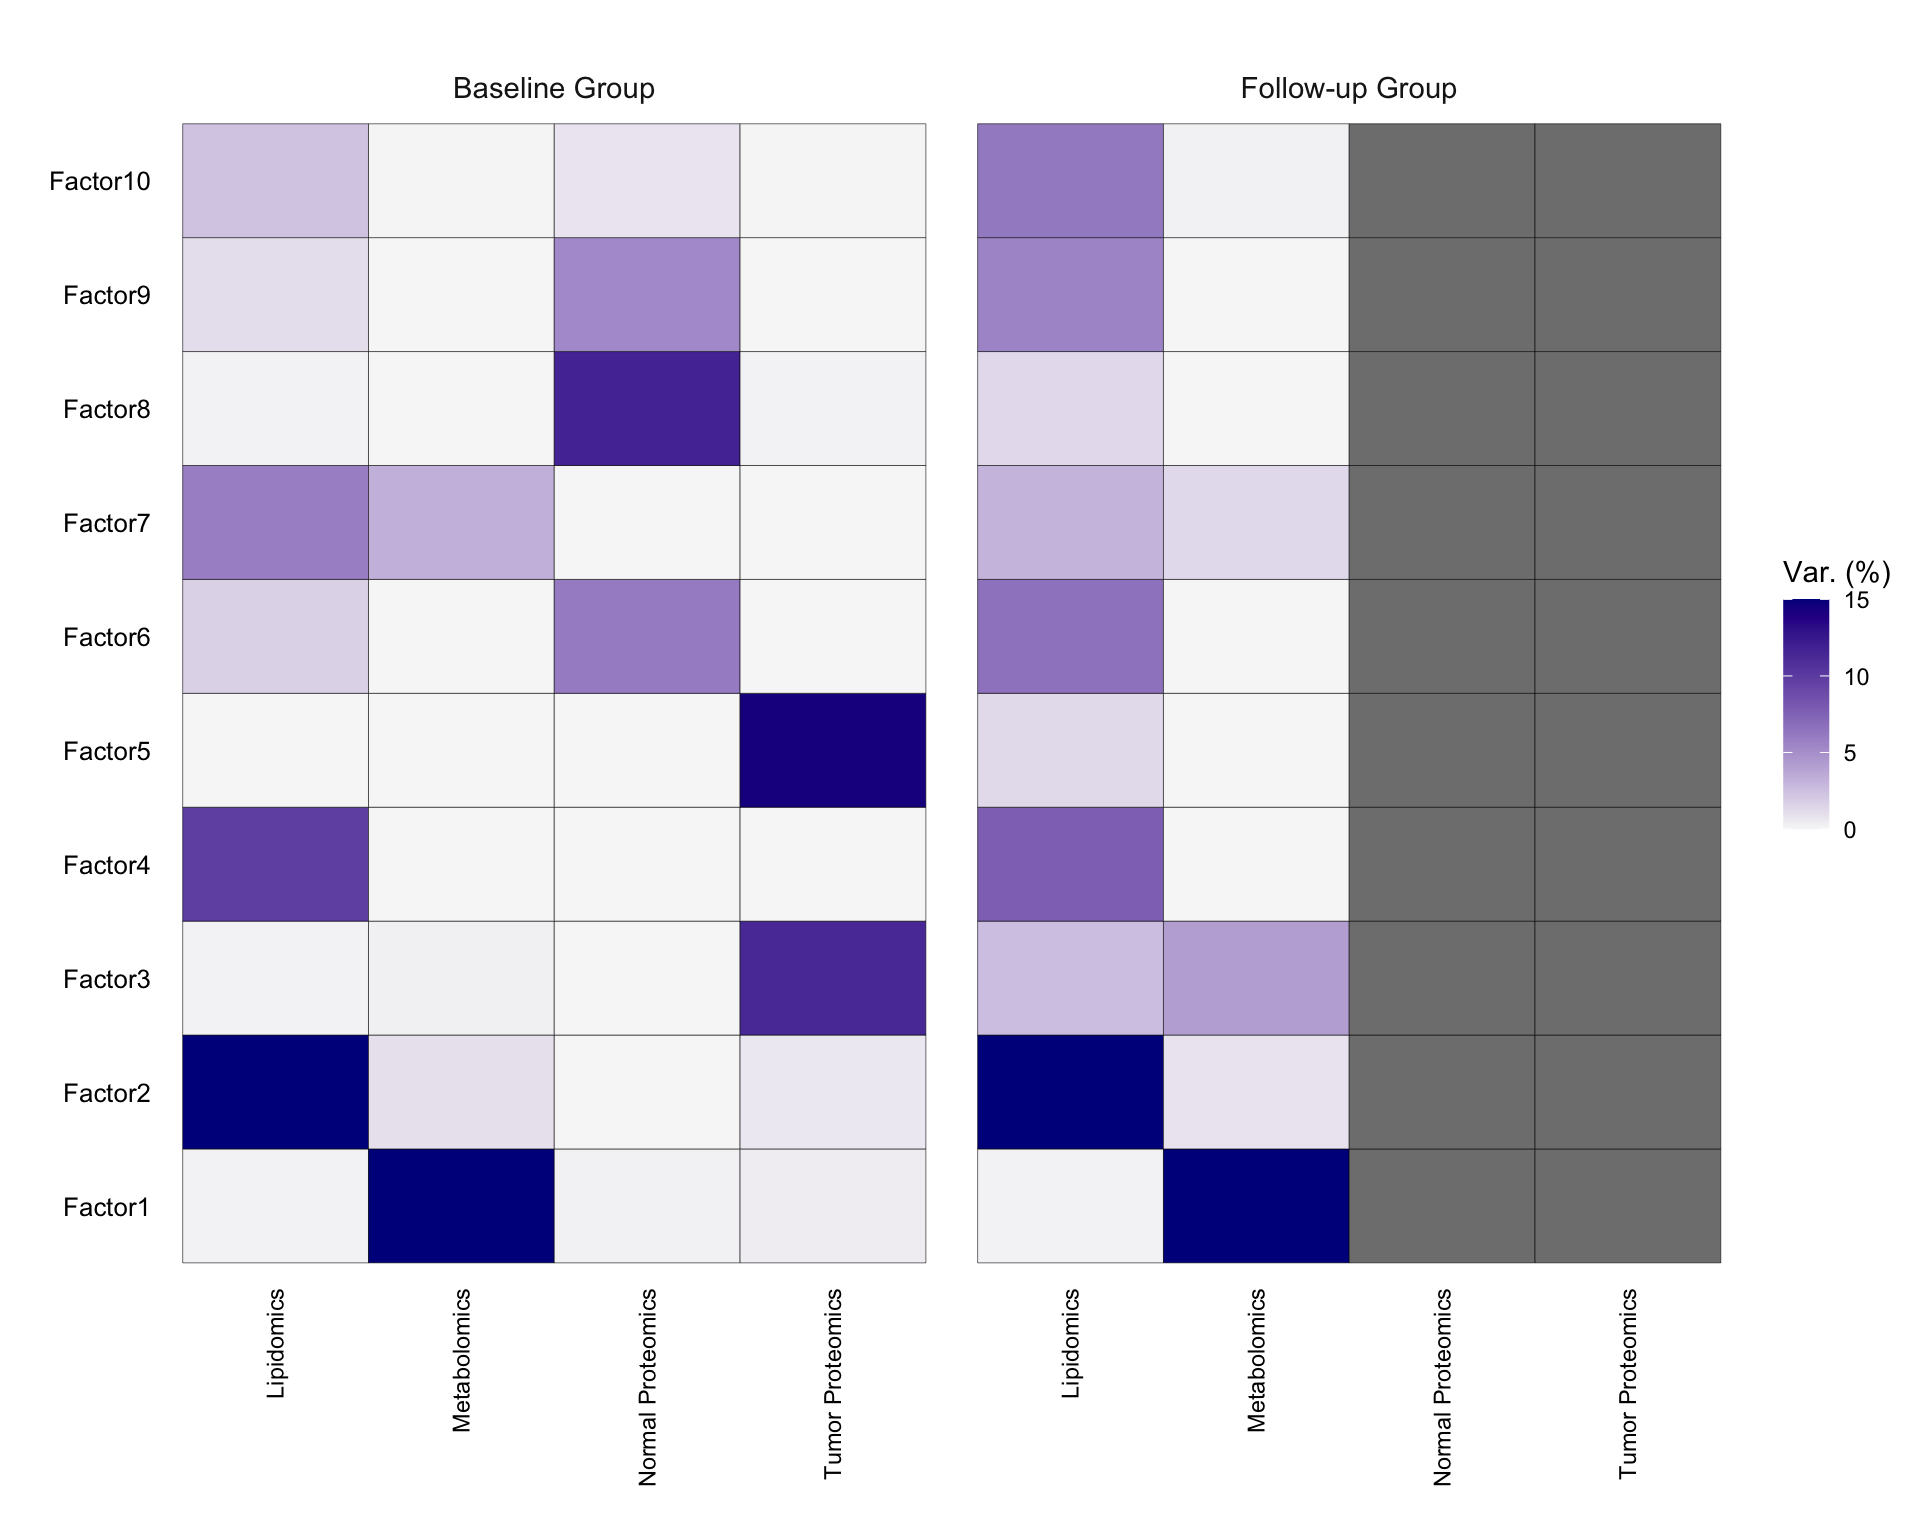 Baseline Group
Follow-up Group
Factor10
Factor9
Factor8
Factor7
Factor6
Factor5
Factor4
Factor3
Factor2
Factor1
Lipidomics
Metabolomics
Normal Proteomics
Tumor Proteomics
Lipidomics
Metabolomics
Normal Proteomics
Tumor Proteomics
Var. (%)
15
10
5
0